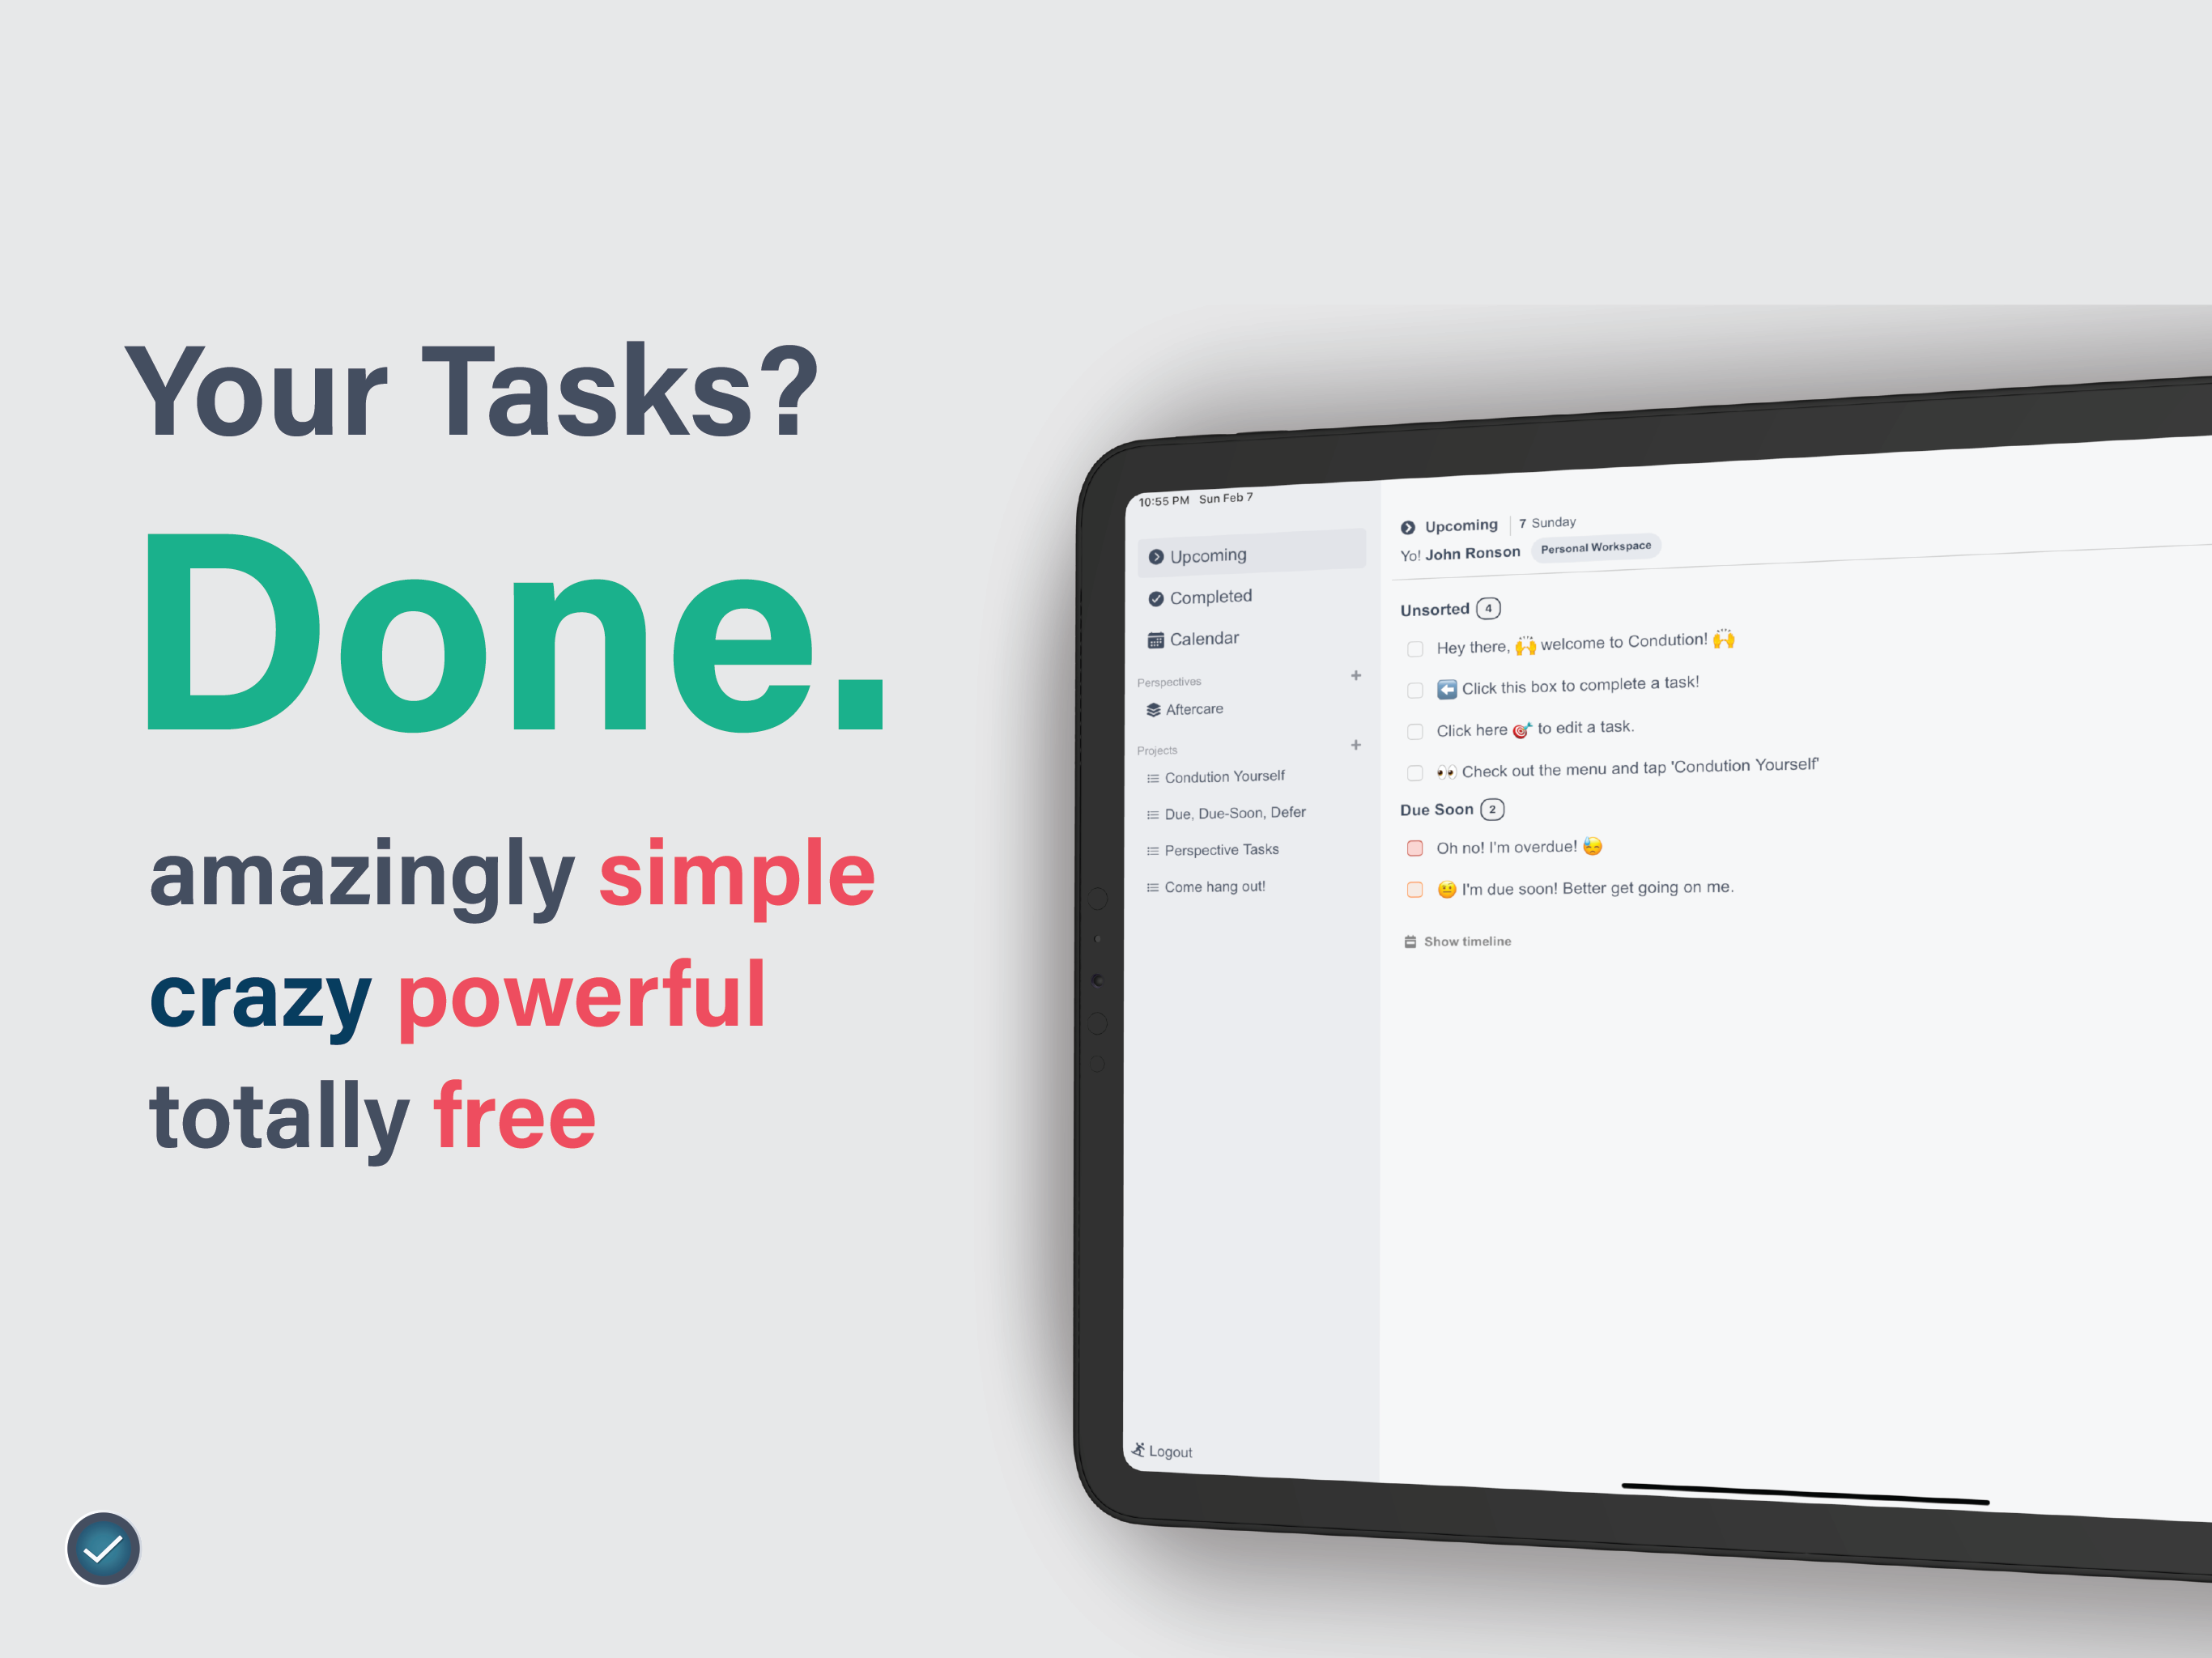 Your Tasks?
Done.
amazingly simple
crazy powerful
totally free
10:55 PM Sun Feb 7
Upcoming
Completed
Calendar
Perspectives +
Aftercare
Projects +
Condution Yourself
Due, Due-Soon, Defer
Perspective Tasks
Come hang out!
Logout
Upcoming | 7 Sunday
Yo! John Ronson Personal Workspace
Unsorted 4
Hey there, 🙌 welcome to Condution! 🙌
⬅️ Click this box to complete a task!
Click here 🎯 to edit a task.
👀 Check out the menu and tap 'Condution Yourself'
Due Soon 2
Oh no! I'm overdue! 😓
🤨 I'm due soon! Better get going on me.
Show timeline